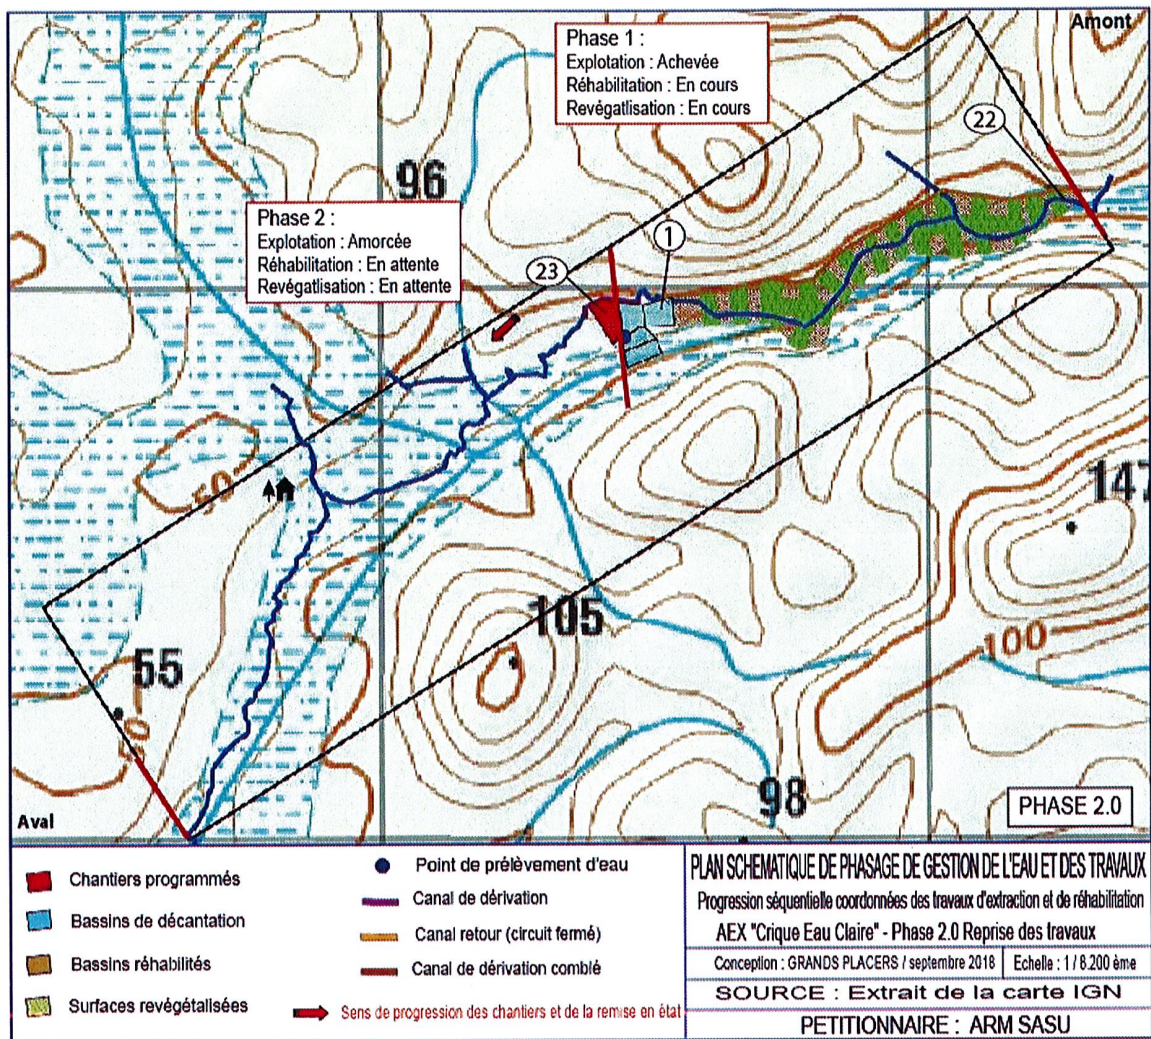 Amont
Phase 1 :
Explotation : Achevée
Réhabilitation : En cours
Revégatlisation : En cours
22
96
Phase 2 :
Explotation : Amorcée
Réhabilitation : En attente
Revégatlisation : En attente
1
23
50
147
105
100
55
50
98
Aval
PHASE 2.0
Chantiers programmés
Bassins de décantation
Bassins réhabilités
Surfaces revégétalisées
Point de prélèvement d'eau
Canal de dérivation
Canal retour (circuit fermé)
Canal de dérivation comblé
Sens de progression des chantiers et de la remise en état
PLAN SCHEMATIQUE DE PHASAGE DE GESTION DE L'EAU ET DES TRAVAUX
Progression séquentielle coordonnées des travaux d'extraction et de réhabilitation
AEX "Crique Eau Claire" - Phase 2.0 Reprise des travaux
Conception : GRANDS PLACERS / septembre 2018
Echelle : 1 / 8.200 ème
SOURCE : Extrait de la carte IGN
PETITIONNAIRE : ARM SASU